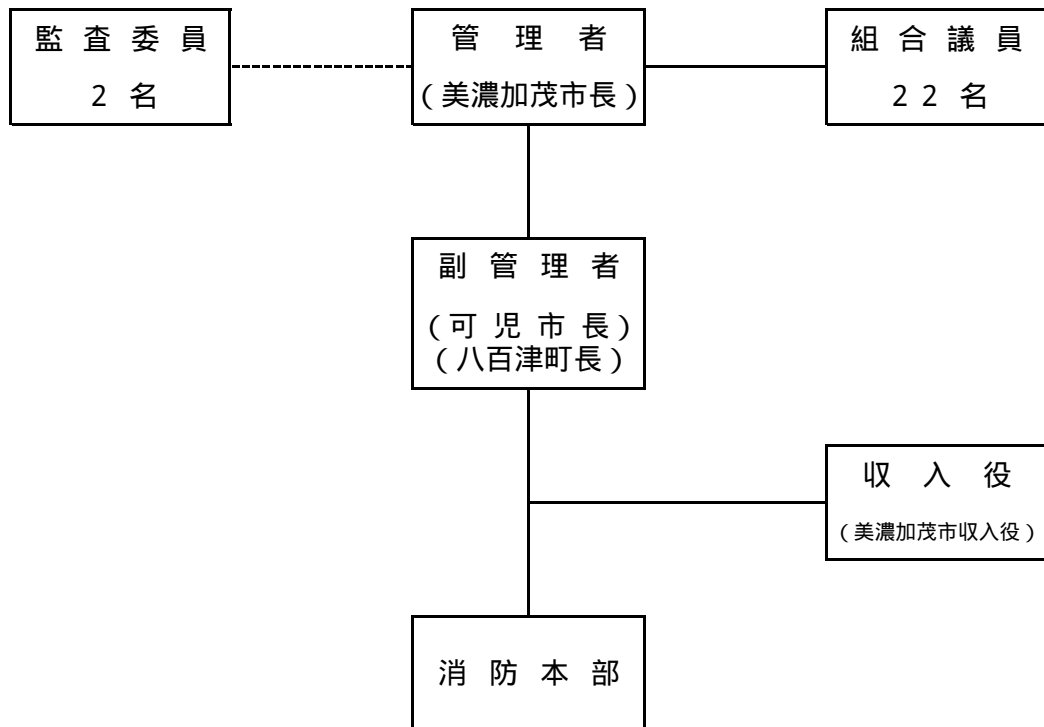 監査委員
2名
管理者
(美濃加茂市長)
組合議員
22名
副管理者
(可児市長)
(八百津町長)
収入役
(美濃加茂市収入役)
消防本部